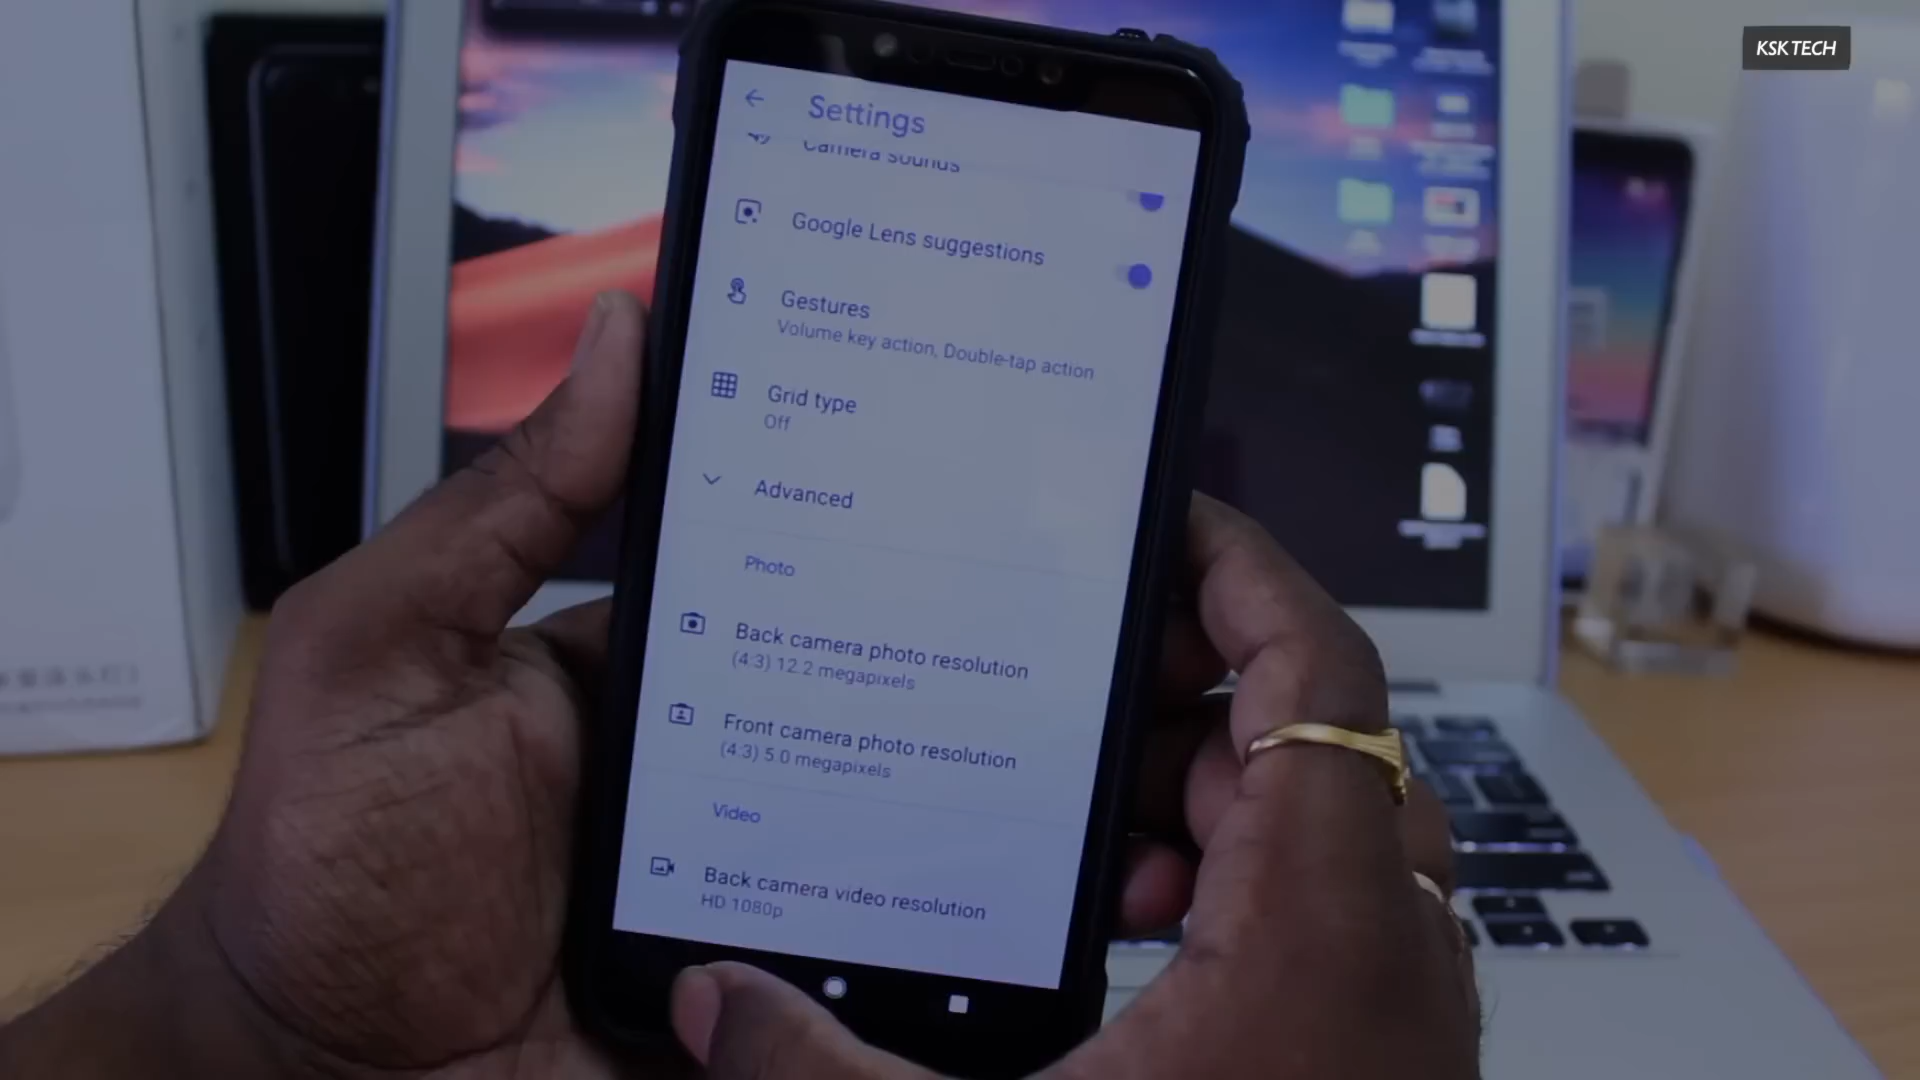 KSK TECH
Settings
Camera sounds
Google Lens suggestions
Gestures
Volume key action, Double-tap action
Grid type
Off
Advanced
Photo
Back camera photo resolution
(4:3) 12.2 megapixels
Front camera photo resolution
(4:3) 5.0 megapixels
Video
Back camera video resolution
HD 1080p